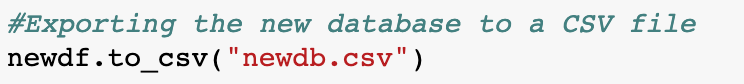 #Exporting the new database to a CSV file
newdf.to_csv("newdb.csv")